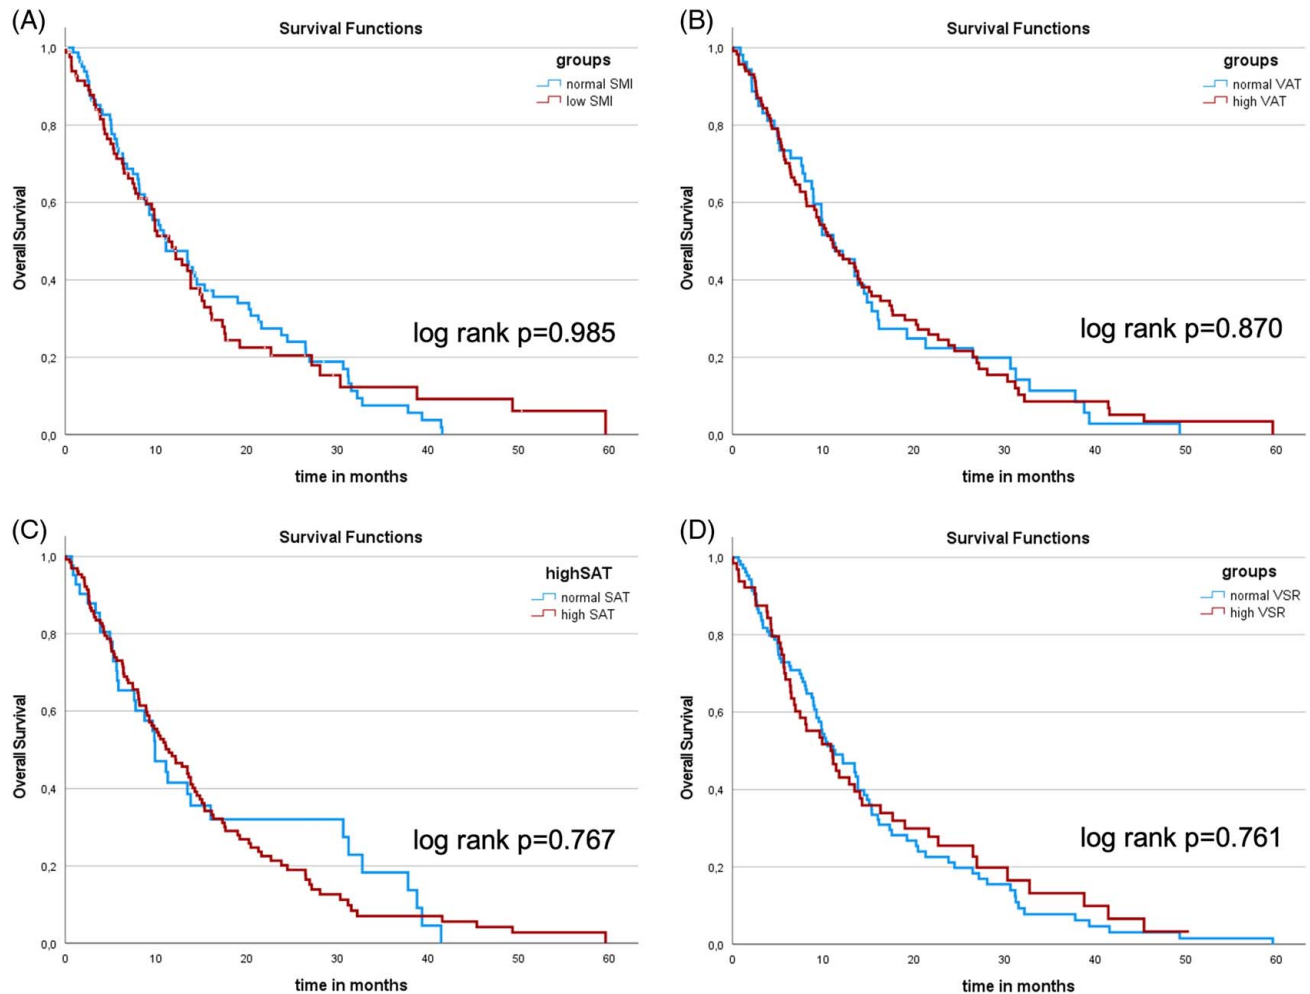 (A)
Survival Functions
groups
normal SMI
low SMI
Overall Survival
1,0
0,8
0,6
0,4
0,2
0,0
log rank p=0.985
0 10 20 30 40 50 60
time in months
(B)
Survival Functions
groups
normal VAT
high VAT
Overall Survival
1,0
0,8
0,6
0,4
0,2
0,0
log rank p=0.870
0 10 20 30 40 50 60
time in months
(C)
Survival Functions
highSAT
normal SAT
high SAT
Overall Survival
1,0
0,8
0,6
0,4
0,2
0,0
log rank p=0.767
0 10 20 30 40 50 60
time in months
(D)
Survival Functions
groups
normal VSR
high VSR
Overall Survival
1,0
0,8
0,6
0,4
0,2
0,0
log rank p=0.761
0 10 20 30 40 50 60
time in months